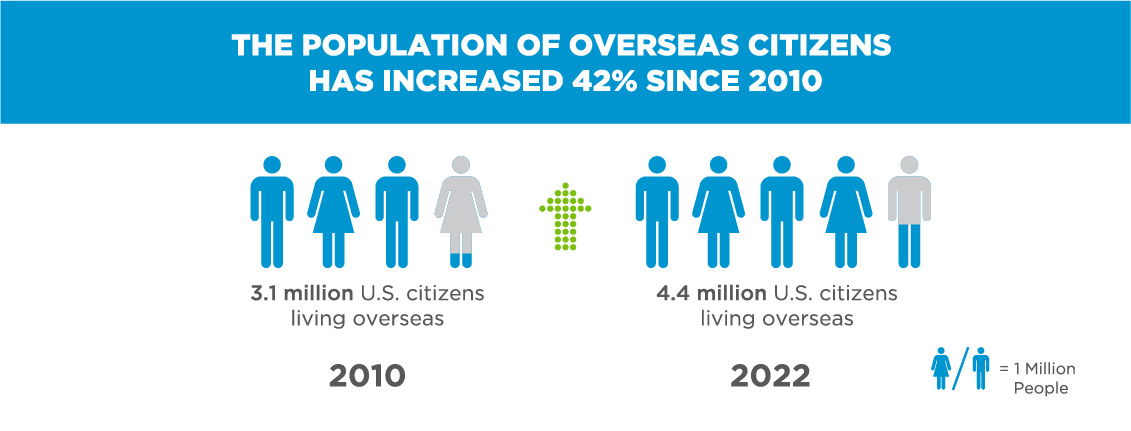 THE POPULATION OF OVERSEAS CITIZENS
HAS INCREASED 42% SINCE 2010
3.1 million U.S. citizens
living overseas
2010
4.4 million U.S. citizens
living overseas
2022
= 1 Million
People